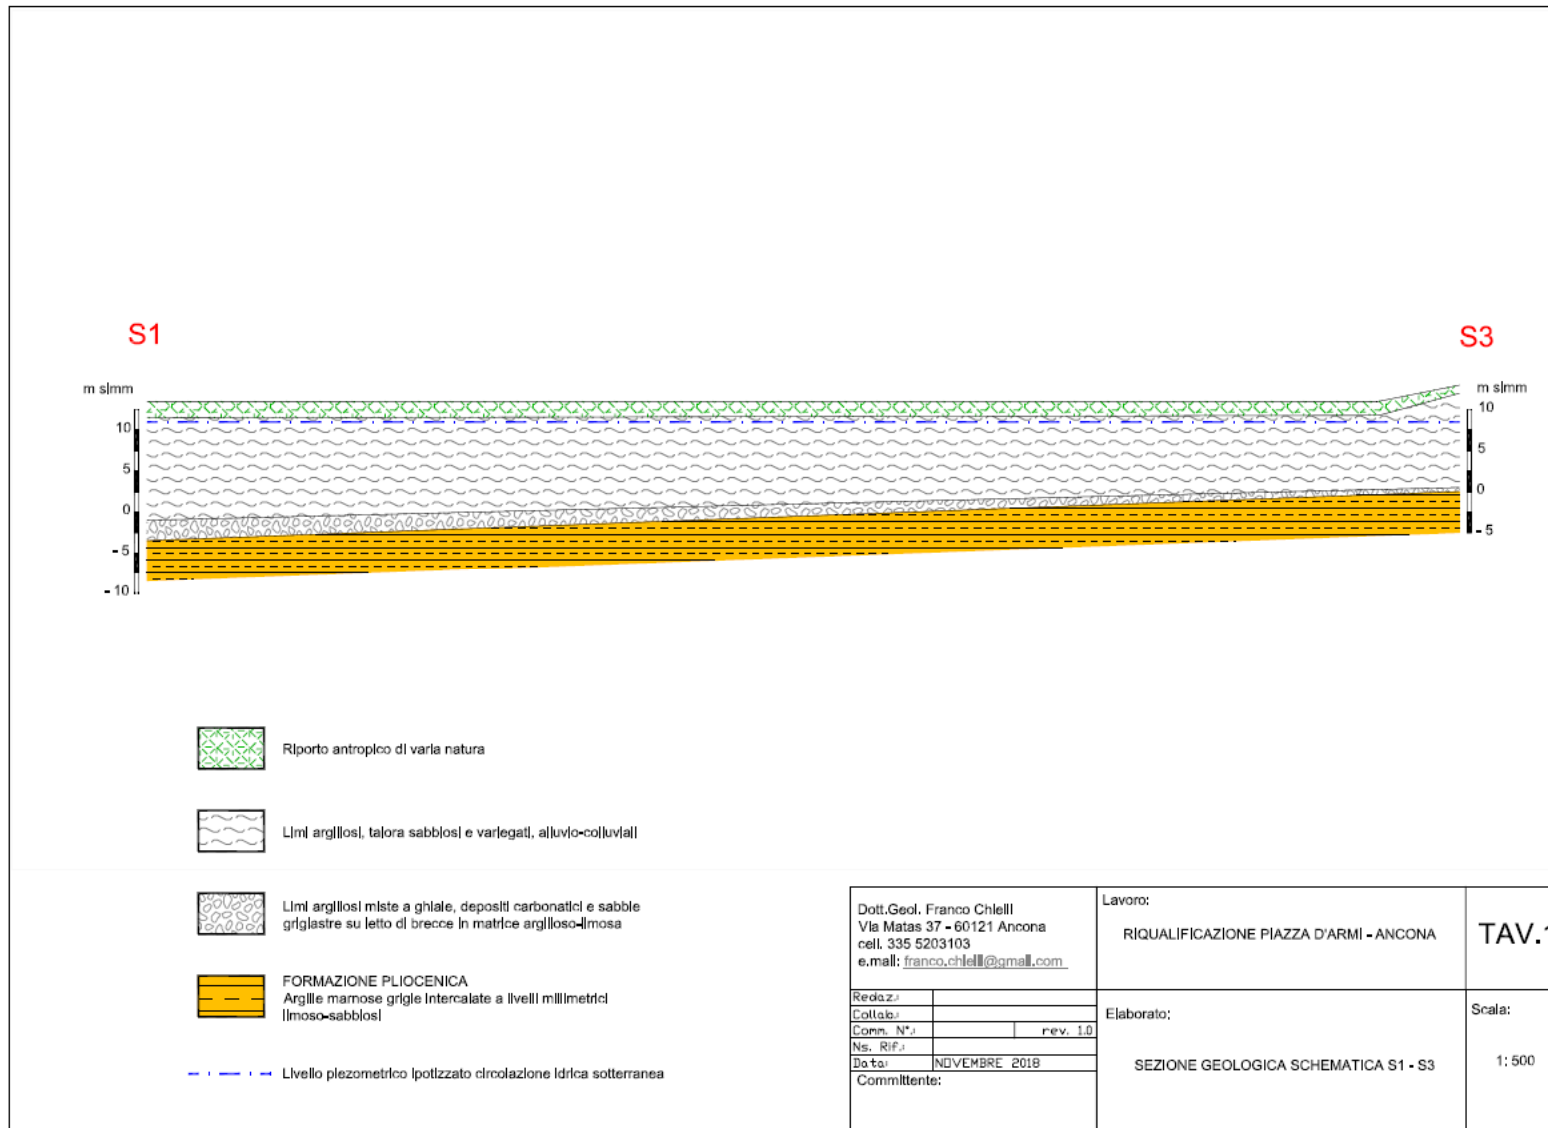 S1
S3
m slmm
m slmm
10
5
0
- 5
- 10
10
5
0
- 5
Riporto antropico di varia natura
Limi argillosi, talora sabbiosi e variegati, alluvio-colluviali
Limi argillosi miste a ghiaie, depositi carbonatici e sabbie
grigiastre su letto di brecce in matrice argilloso-limosa
FORMAZIONE PLIOCENICA
Argille marnose grigie intercalate a livelli millimetrici
limoso-sabbiosi
Livello piezometrico ipotizzato circolazione idrica sotterranea
Dott.Geol. Franco Chielli
Via Matas 37 - 60121 Ancona
cell. 335 5203103
e.mail: franco.chielli@gmail.com
Redaz.:
Collab.:
Comm. N°.: rev. 1.0
Ns. Rif.:
Data: NOVEMBRE 2018
Committente:
Lavoro:
RIQUALIFICAZIONE PIAZZA D'ARMI - ANCONA
TAV.1
Elaborato:
SEZIONE GEOLOGICA SCHEMATICA S1 - S3
Scala:
1: 500